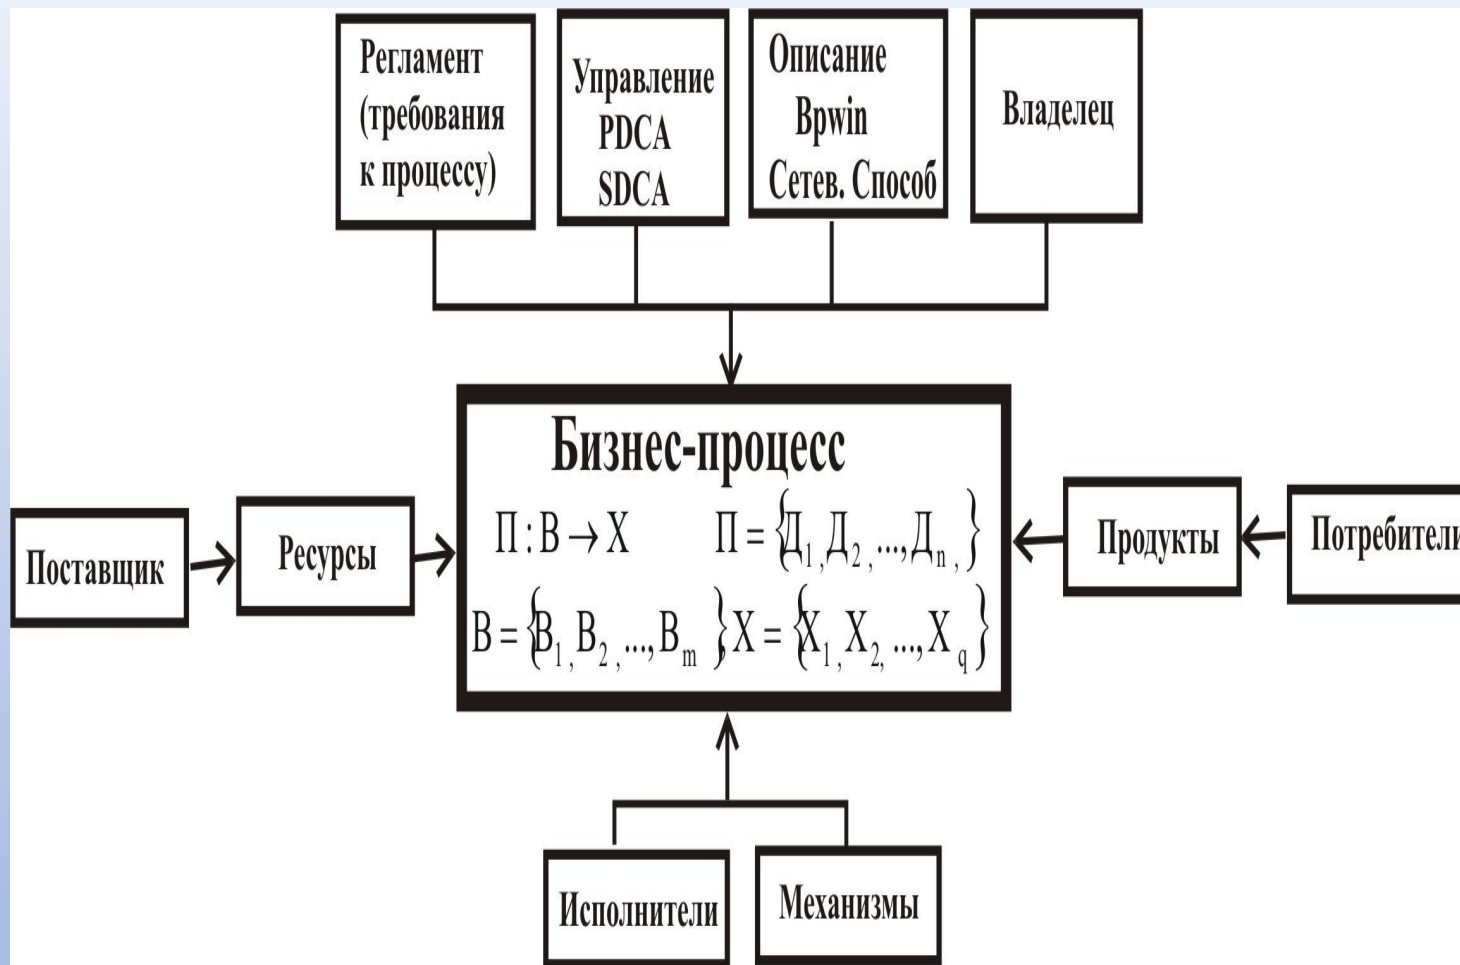 Регламент
(требования
к процессу)
Управление
PDCA
SDCA
Описание
Bpwin
Сетев. Способ
Владелец
Бизнес-процесс
П : В → Х П = {Д₁, Д₂, ..., Дₙ, }
В = {В₁, В₂, ..., Вₘ }, Х = {Х₁, Х₂, ..., Х_q }
Поставщик
Ресурсы
Продукты
Потребители
Исполнители
Механизмы